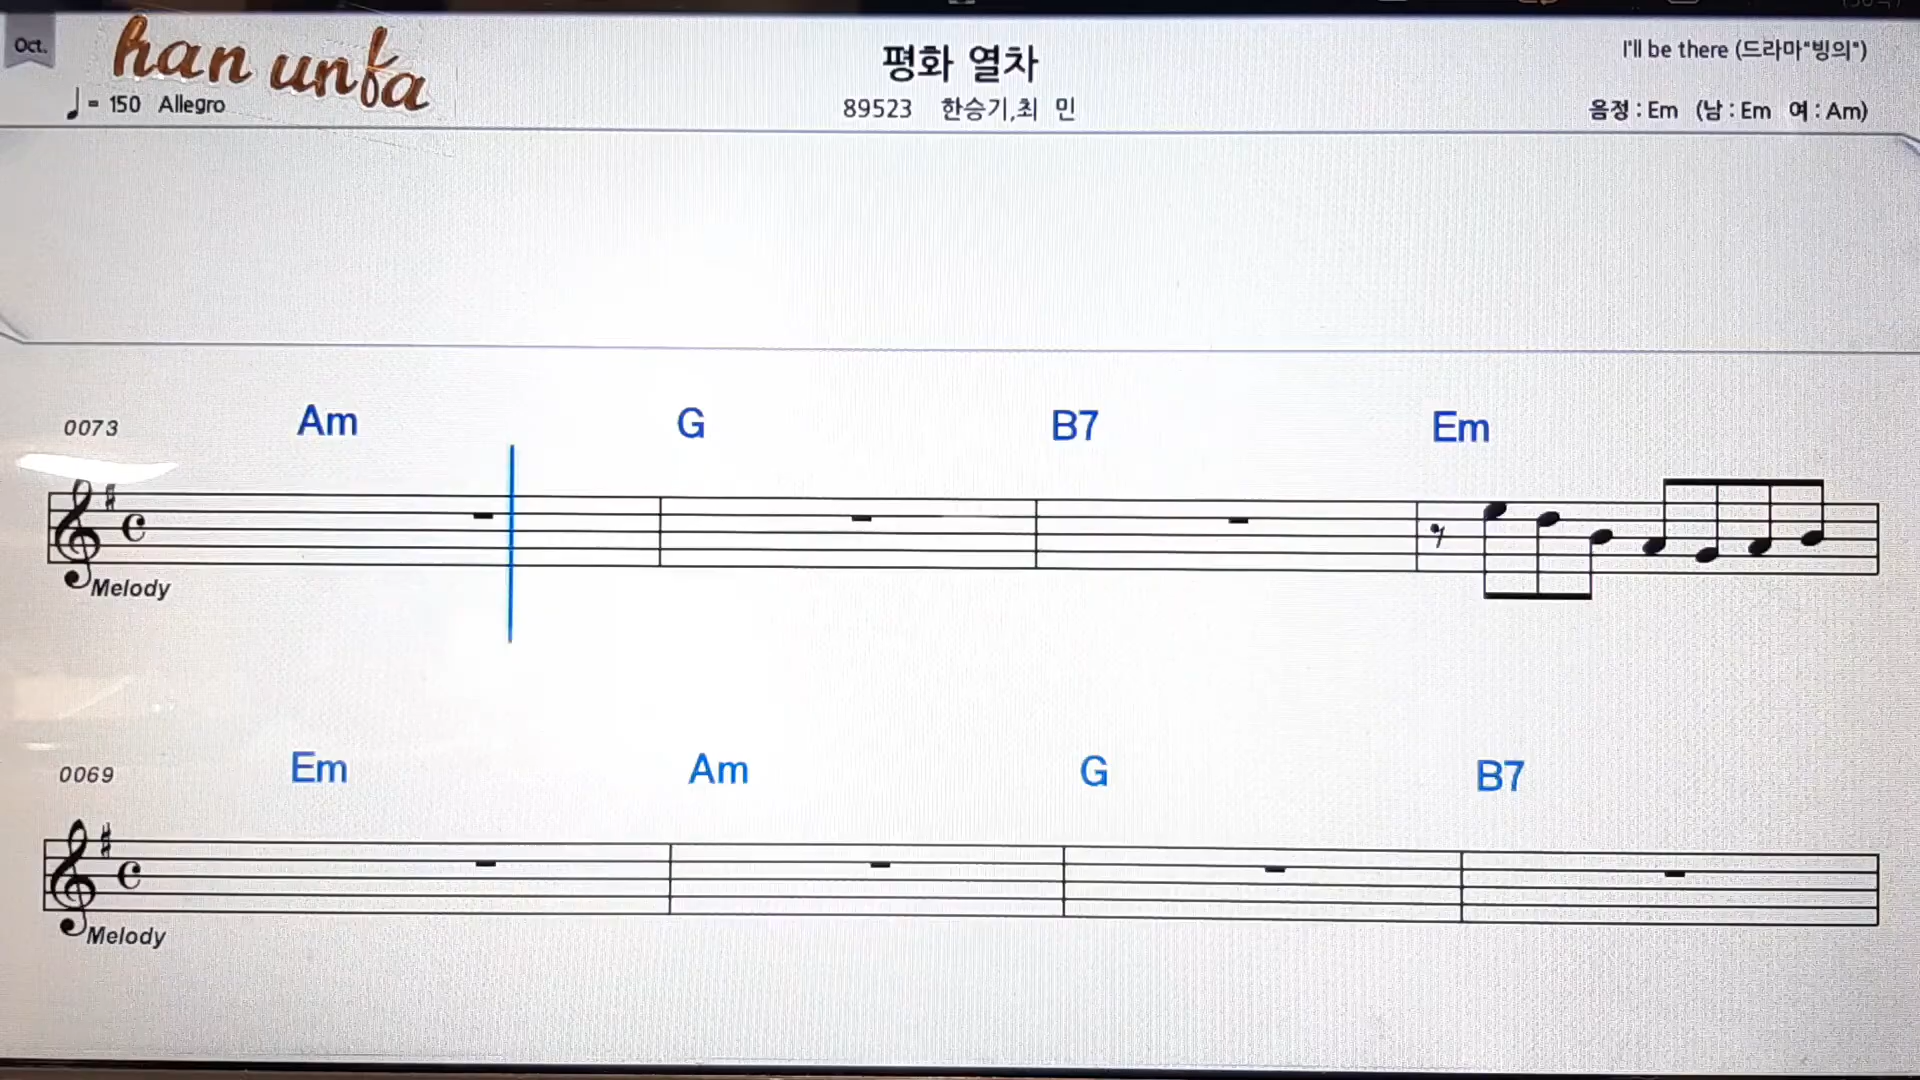 Oct.
han unfa
평화 열차
I'll be there (드라마"빙의")
♩ = 150 Allegro
89523 한승기,최 민
음정 : Em (남 : Em 여 : Am)
0073 Am G B7 Em
Melody
0069 Em Am G B7
Melody